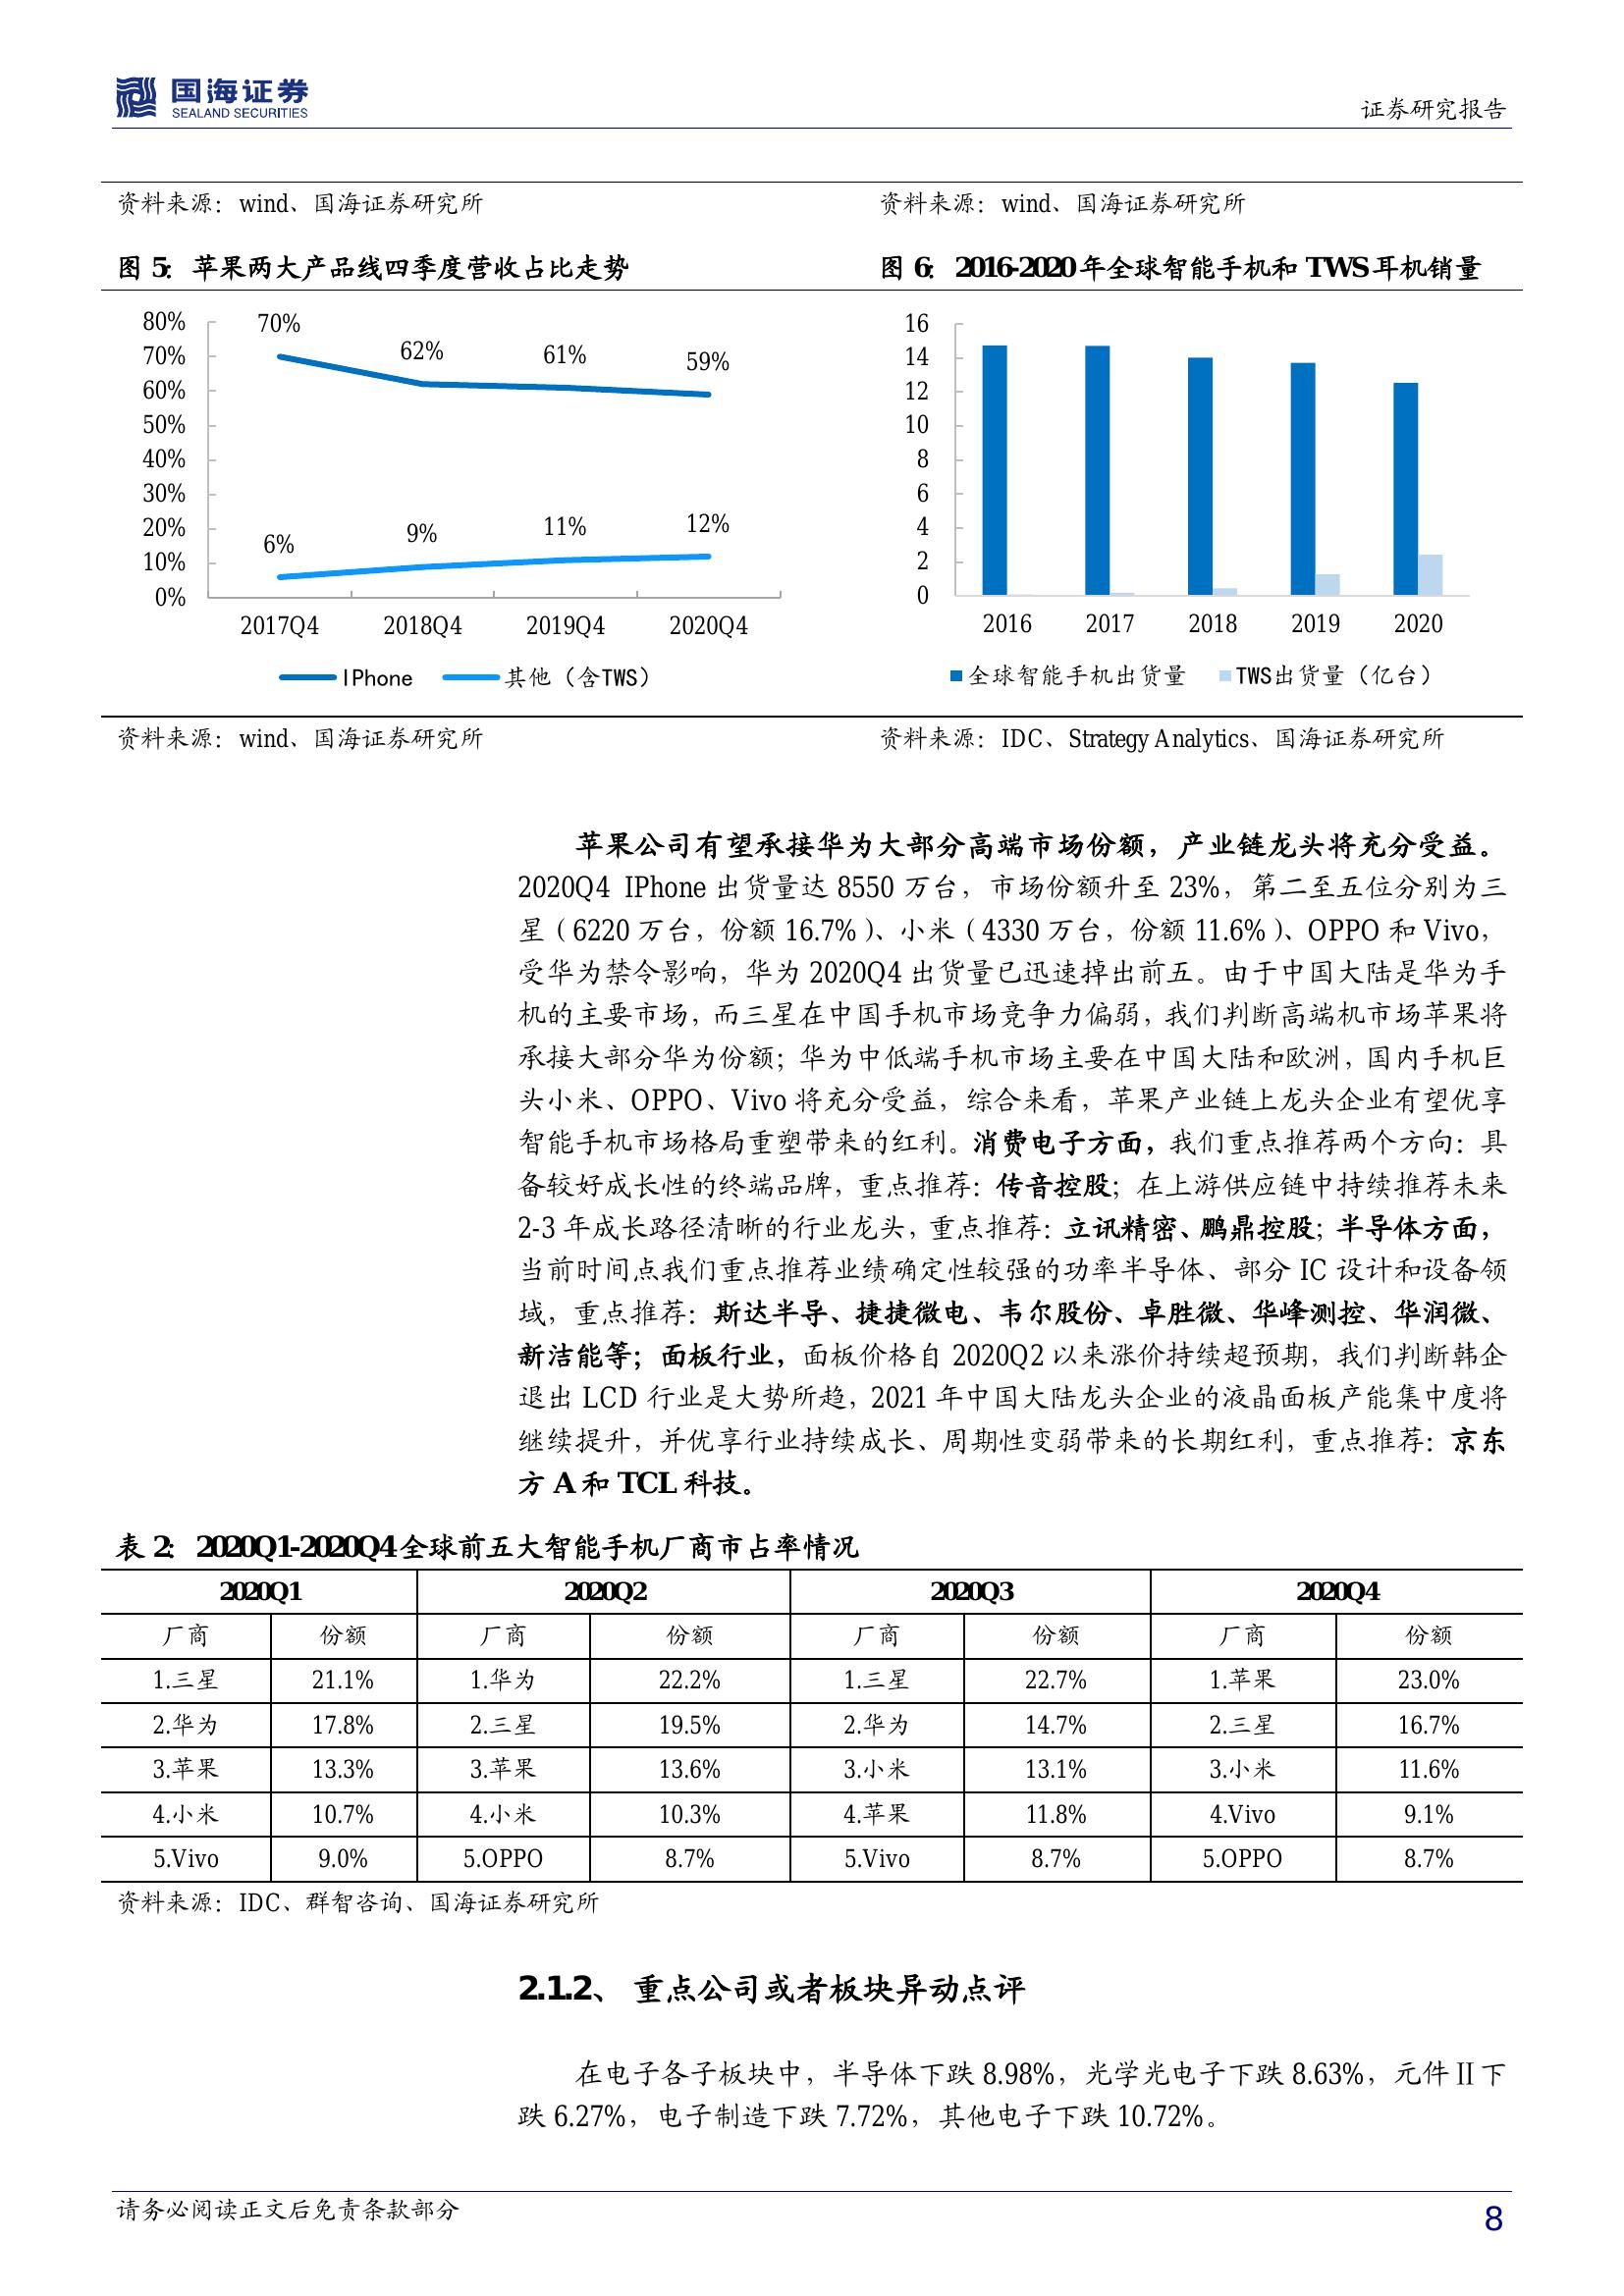 国海证券
SEALAND SECURITIES
证券研究报告
资料来源：wind、国海证券研究所
资料来源：wind、国海证券研究所
图 5：苹果两大产品线四季度营收占比走势
80%
70%
60%
50%
40%
30%
20%
10%
0%
70%
62%
61%
59%
6%
9%
11%
12%
2017Q4 2018Q4 2019Q4 2020Q4
IPhone 其他（含TWS）
资料来源：wind、国海证券研究所
图 6：2016-2020年全球智能手机和 TWS耳机销量
16
14
12
10
8
6
4
2
0
2016 2017 2018 2019 2020
全球智能手机出货量 TWS出货量（亿台）
资料来源：IDC、Strategy Analytics、国海证券研究所
苹果公司有望承接华为大部分高端市场份额，产业链龙头将充分受益。
2020Q4 IPhone 出货量达 8550 万台，市场份额升至 23%，第二至五位分别为三
星（6220 万台，份额 16.7%）、小米（4330 万台，份额 11.6%）、OPPO 和 Vivo，
受华为禁令影响，华为 2020Q4 出货量已迅速掉出前五。由于中国大陆是华为手
机的主要市场，而三星在中国手机市场竞争力偏弱，我们判断高端机市场苹果将
承接大部分华为份额；华为中低端手机市场主要在中国大陆和欧洲，国内手机巨
头小米、OPPO、Vivo 将充分受益，综合来看，苹果产业链上龙头企业有望优享
智能手机市场格局重塑带来的红利。消费电子方面，我们重点推荐两个方向：具
备较好成长性的终端品牌，重点推荐：传音控股；在上游供应链中持续推荐未来
2-3 年成长路径清晰的行业龙头，重点推荐：立讯精密、鹏鼎控股；半导体方面，
当前时间点我们重点推荐业绩确定性较强的功率半导体、部分 IC 设计和设备领
域，重点推荐：斯达半导、捷捷微电、韦尔股份、卓胜微、华峰测控、华润微、
新洁能等；面板行业，面板价格自 2020Q2 以来涨价持续超预期，我们判断韩企
退出 LCD 行业是大势所趋，2021 年中国大陆龙头企业的液晶面板产能集中度将
继续提升，并优享行业持续成长、周期性变弱带来的长期红利，重点推荐：京东
方 A 和 TCL 科技。
表 2：2020Q1-2020Q4全球前五大智能手机厂商市占率情况
2020Q1 2020Q2 2020Q3 2020Q4
厂商 份额 厂商 份额 厂商 份额 厂商 份额
1.三星 21.1% 1.华为 22.2% 1.三星 22.7% 1.苹果 23.0%
2.华为 17.8% 2.三星 19.5% 2.华为 14.7% 2.三星 16.7%
3.苹果 13.3% 3.苹果 13.6% 3.小米 13.1% 3.小米 11.6%
4.小米 10.7% 4.小米 10.3% 4.苹果 11.8% 4.Vivo 9.1%
5.Vivo 9.0% 5.OPPO 8.7% 5.Vivo 8.7% 5.OPPO 8.7%
资料来源：IDC、群智咨询、国海证券研究所
2.1.2、 重点公司或者板块异动点评
在电子各子板块中，半导体下跌 8.98%，光学光电子下跌 8.63%，元件Ⅱ下
跌 6.27%，电子制造下跌 7.72%，其他电子下跌 10.72%。
请务必阅读正文后免责条款部分
8